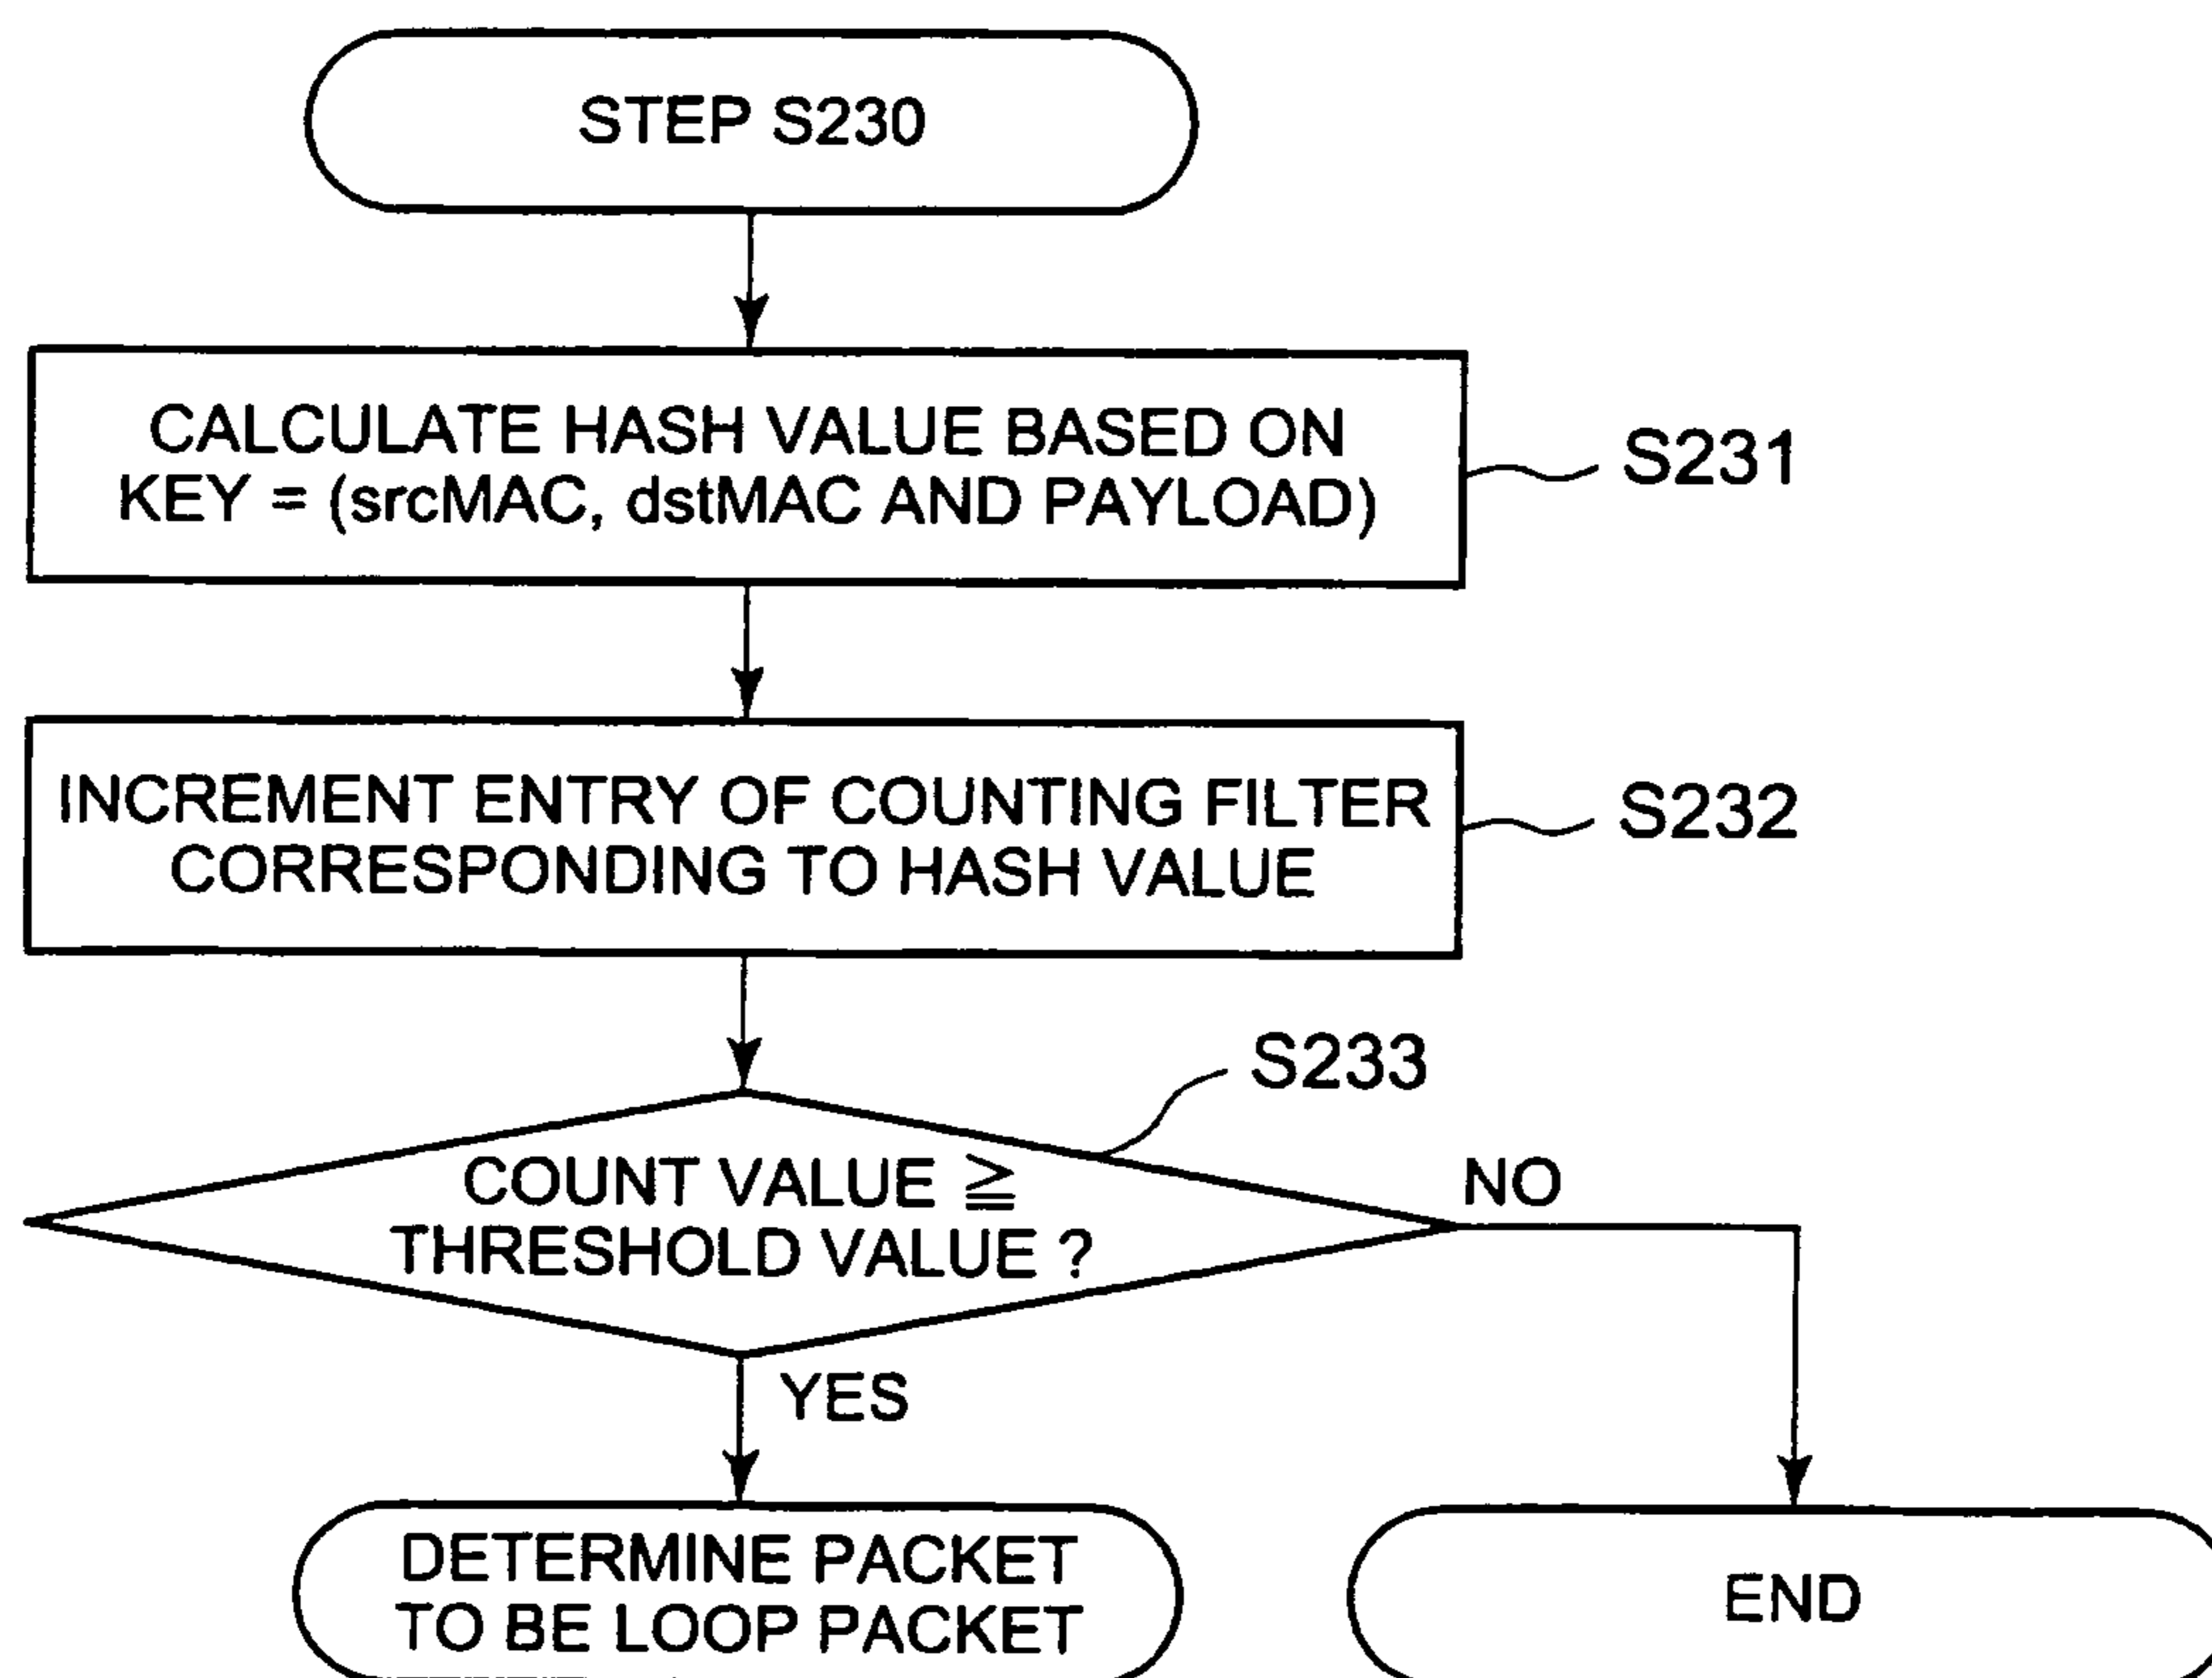 STEP S230
CALCULATE HASH VALUE BASED ON
KEY = (srcMAC, dstMAC AND PAYLOAD)
S231
INCREMENT ENTRY OF COUNTING FILTER
CORRESPONDING TO HASH VALUE
S232
S233
COUNT VALUE ≧
THRESHOLD VALUE ?
NO
YES
DETERMINE PACKET
TO BE LOOP PACKET
END